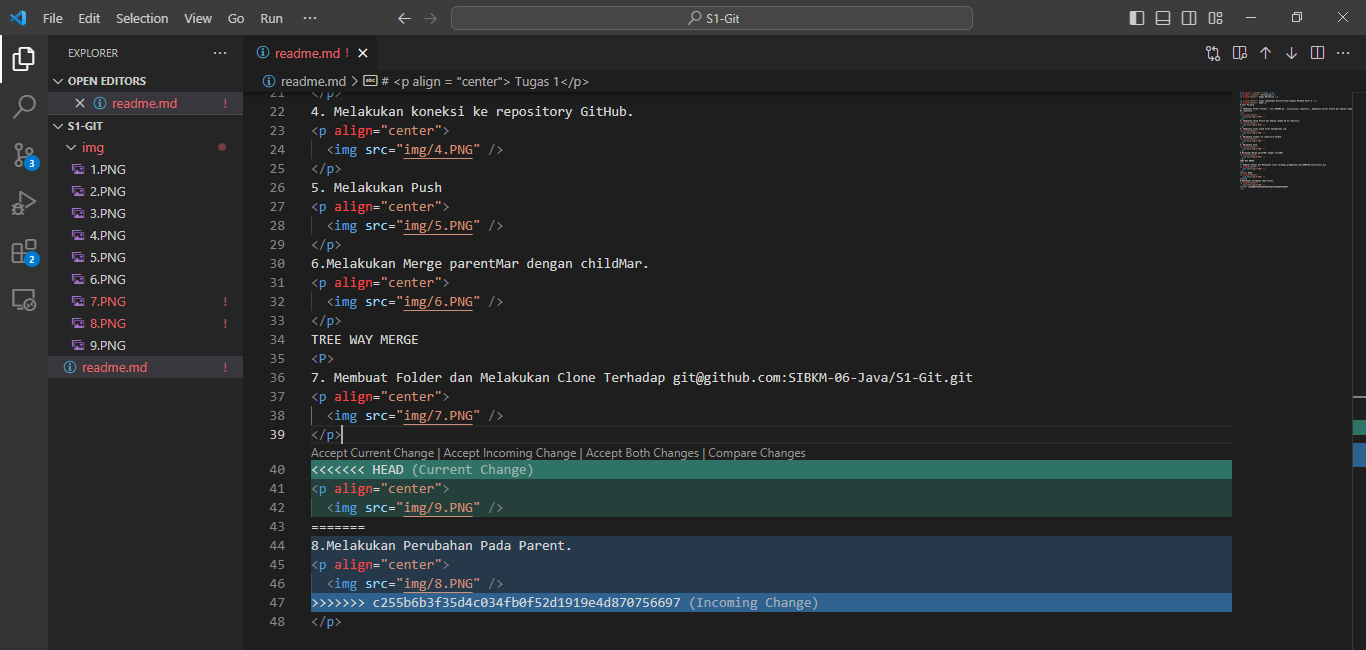 File Edit Selection View Go Run ··· S1-Git
EXPLORER ···
OPEN EDITORS
readme.md !
S1-GIT
img
1.PNG
2.PNG
3.PNG
4.PNG
5.PNG
6.PNG
7.PNG !
8.PNG !
9.PNG
readme.md !
3
2
readme.md !
readme.md > # <p align = "center"> Tugas 1</p>
21 </p>
22 4. Melakukan koneksi ke repository GitHub.
23 <p align="center">
24 <img src="img/4.PNG" />
25 </p>
26 5. Melakukan Push
27 <p align="center">
28 <img src="img/5.PNG" />
29 </p>
30 6.Melakukan Merge parentMar dengan childMar.
31 <p align="center">
32 <img src="img/6.PNG" />
33 </p>
34 TREE WAY MERGE
35 <P>
36 7. Membuat Folder dan Melakukan Clone Terhadap git@github.com:SIBKM-06-Java/S1-Git.git
37 <p align="center">
38 <img src="img/7.PNG" />
39 </p>
Accept Current Change | Accept Incoming Change | Accept Both Changes | Compare Changes
40 <<<<<<< HEAD (Current Change)
41 <p align="center">
42 <img src="img/9.PNG" />
43 =======
44 8.Melakukan Perubahan Pada Parent.
45 <p align="center">
46 <img src="img/8.PNG" />
47 >>>>>>> c255b6b3f35d4c034fb0f52d1919e4d870756697 (Incoming Change)
48 </p>